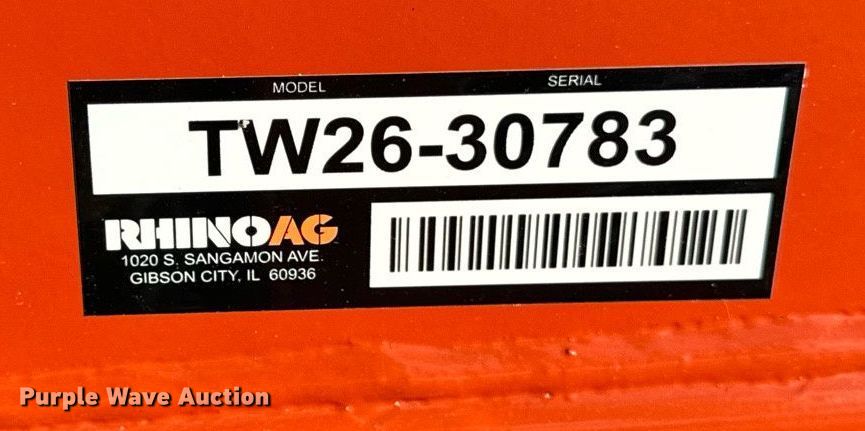 MODEL SERIAL
TW26-30783
RHINOAG
1020 S. SANGAMON AVE.
GIBSON CITY, IL 60936
Purple Wave Auction